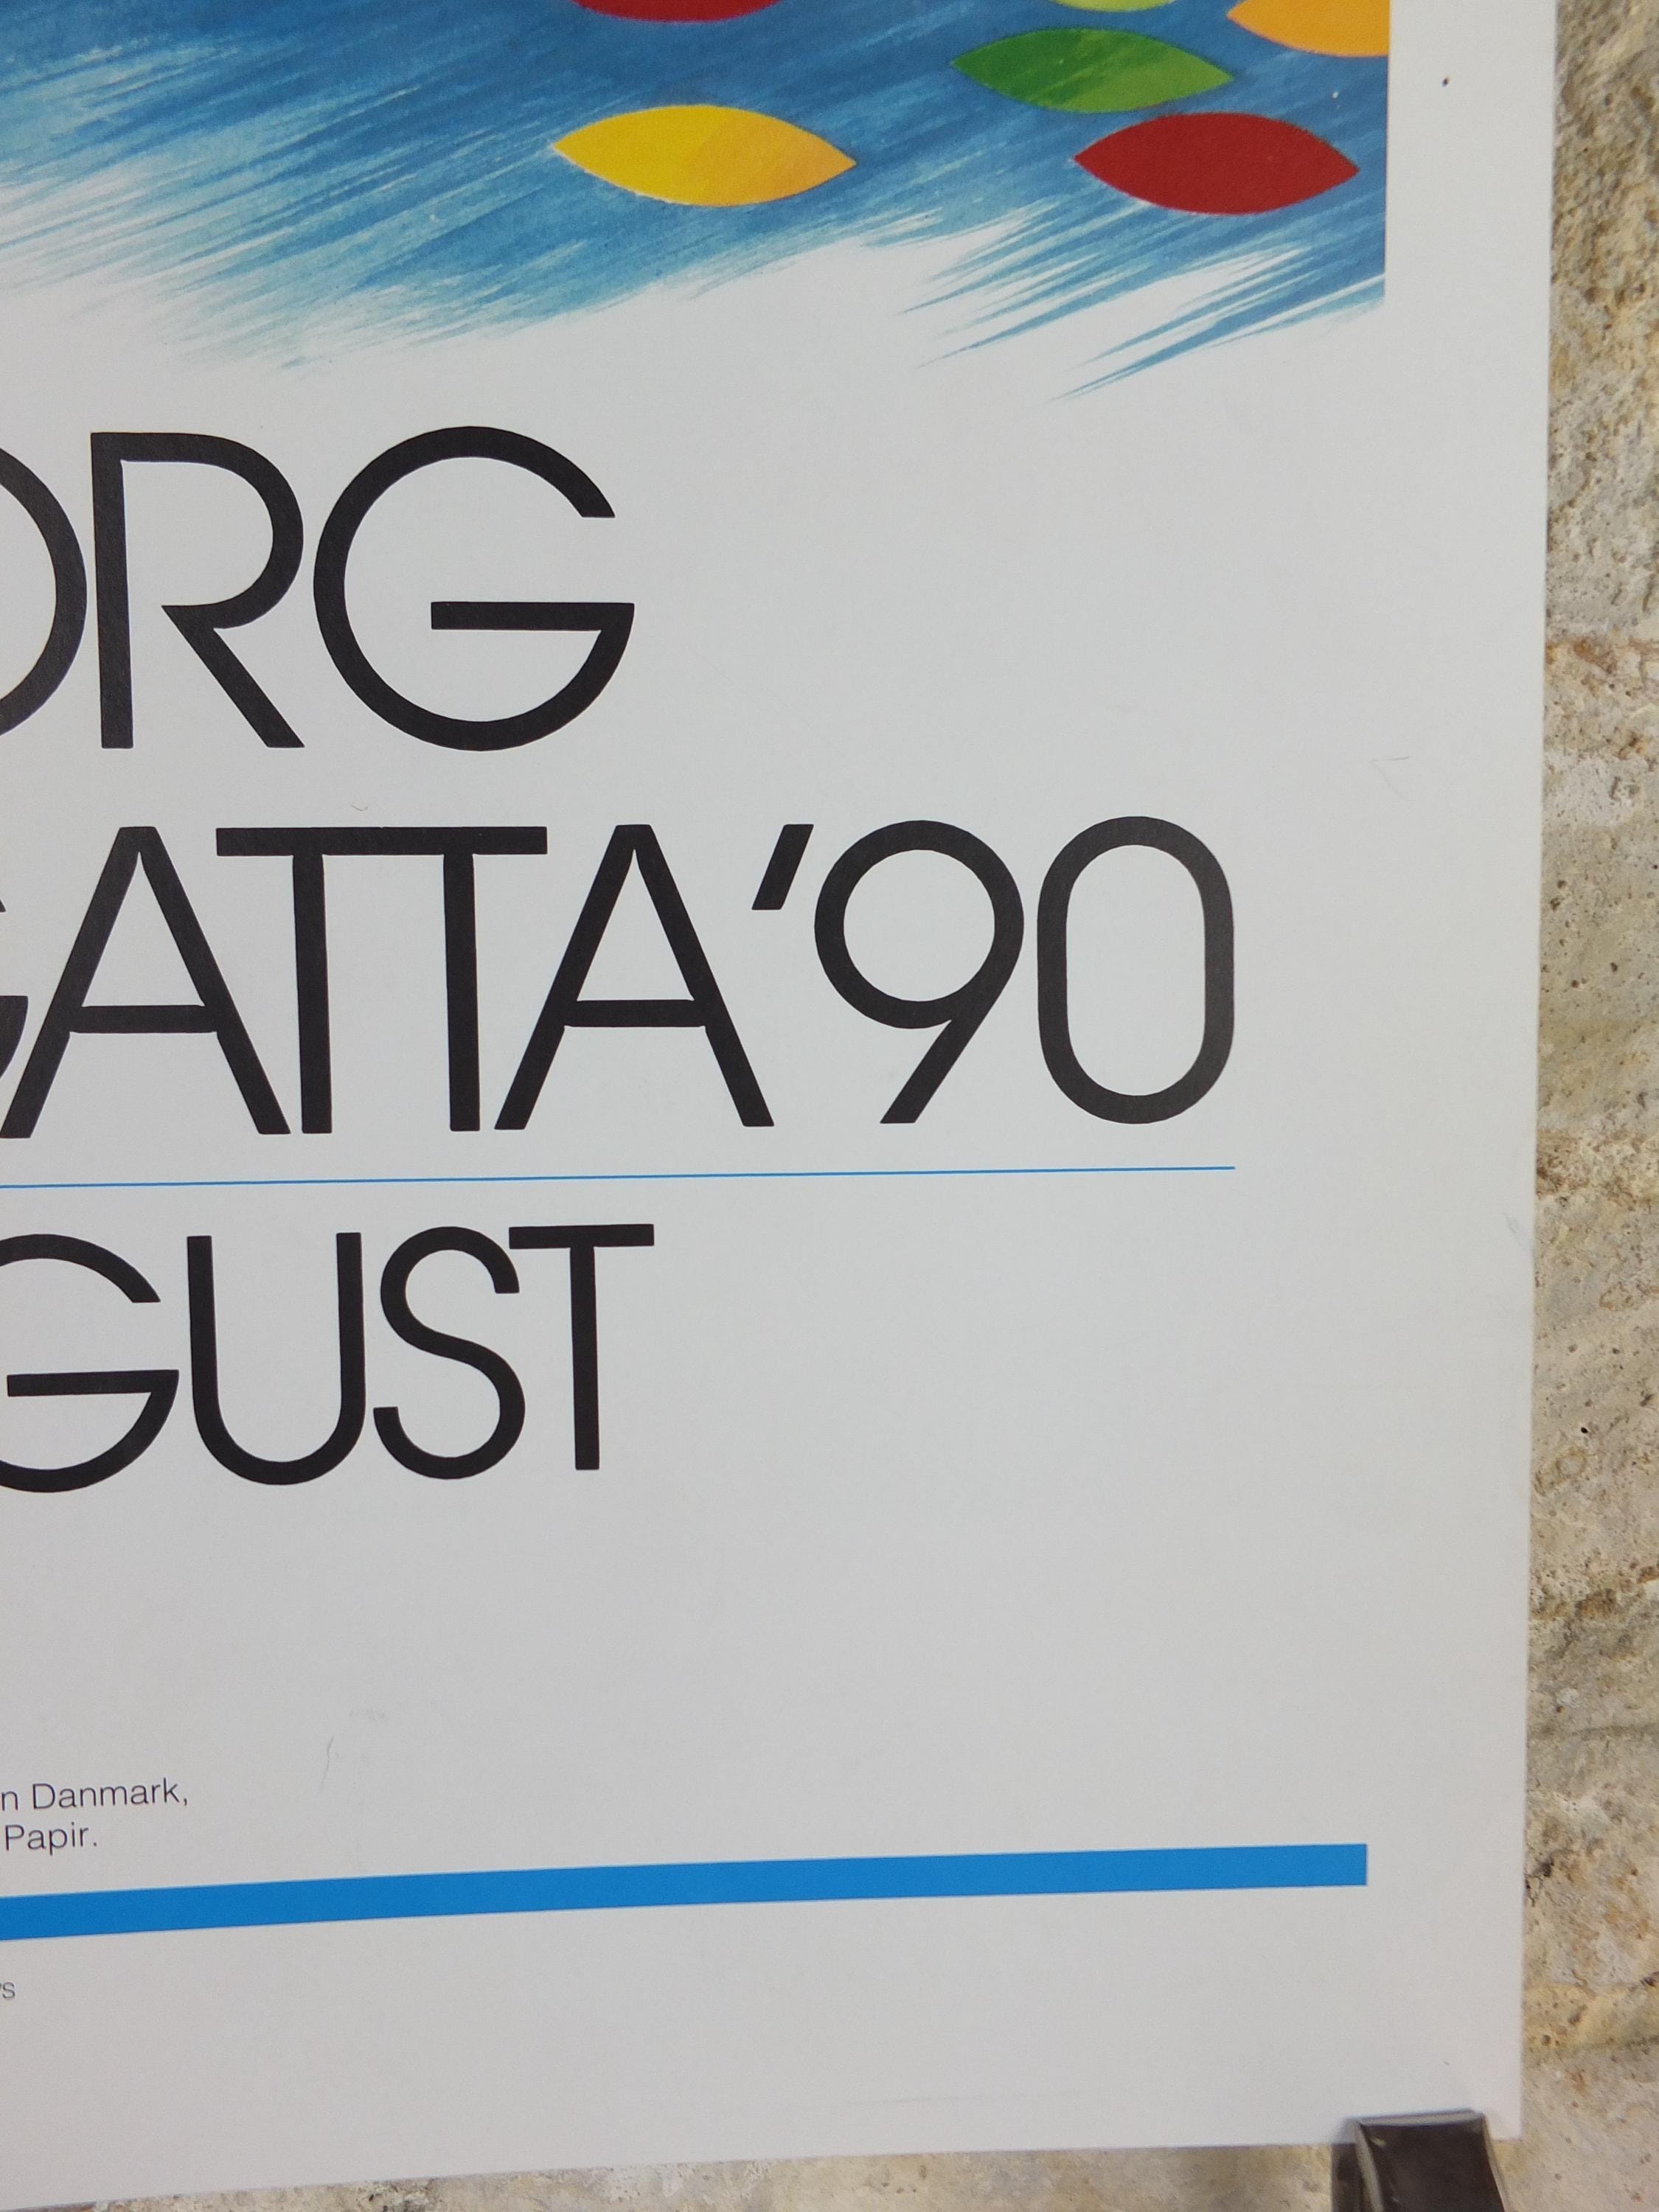 ORG
GATTA'90
GUST
n Danmark,
Papir.